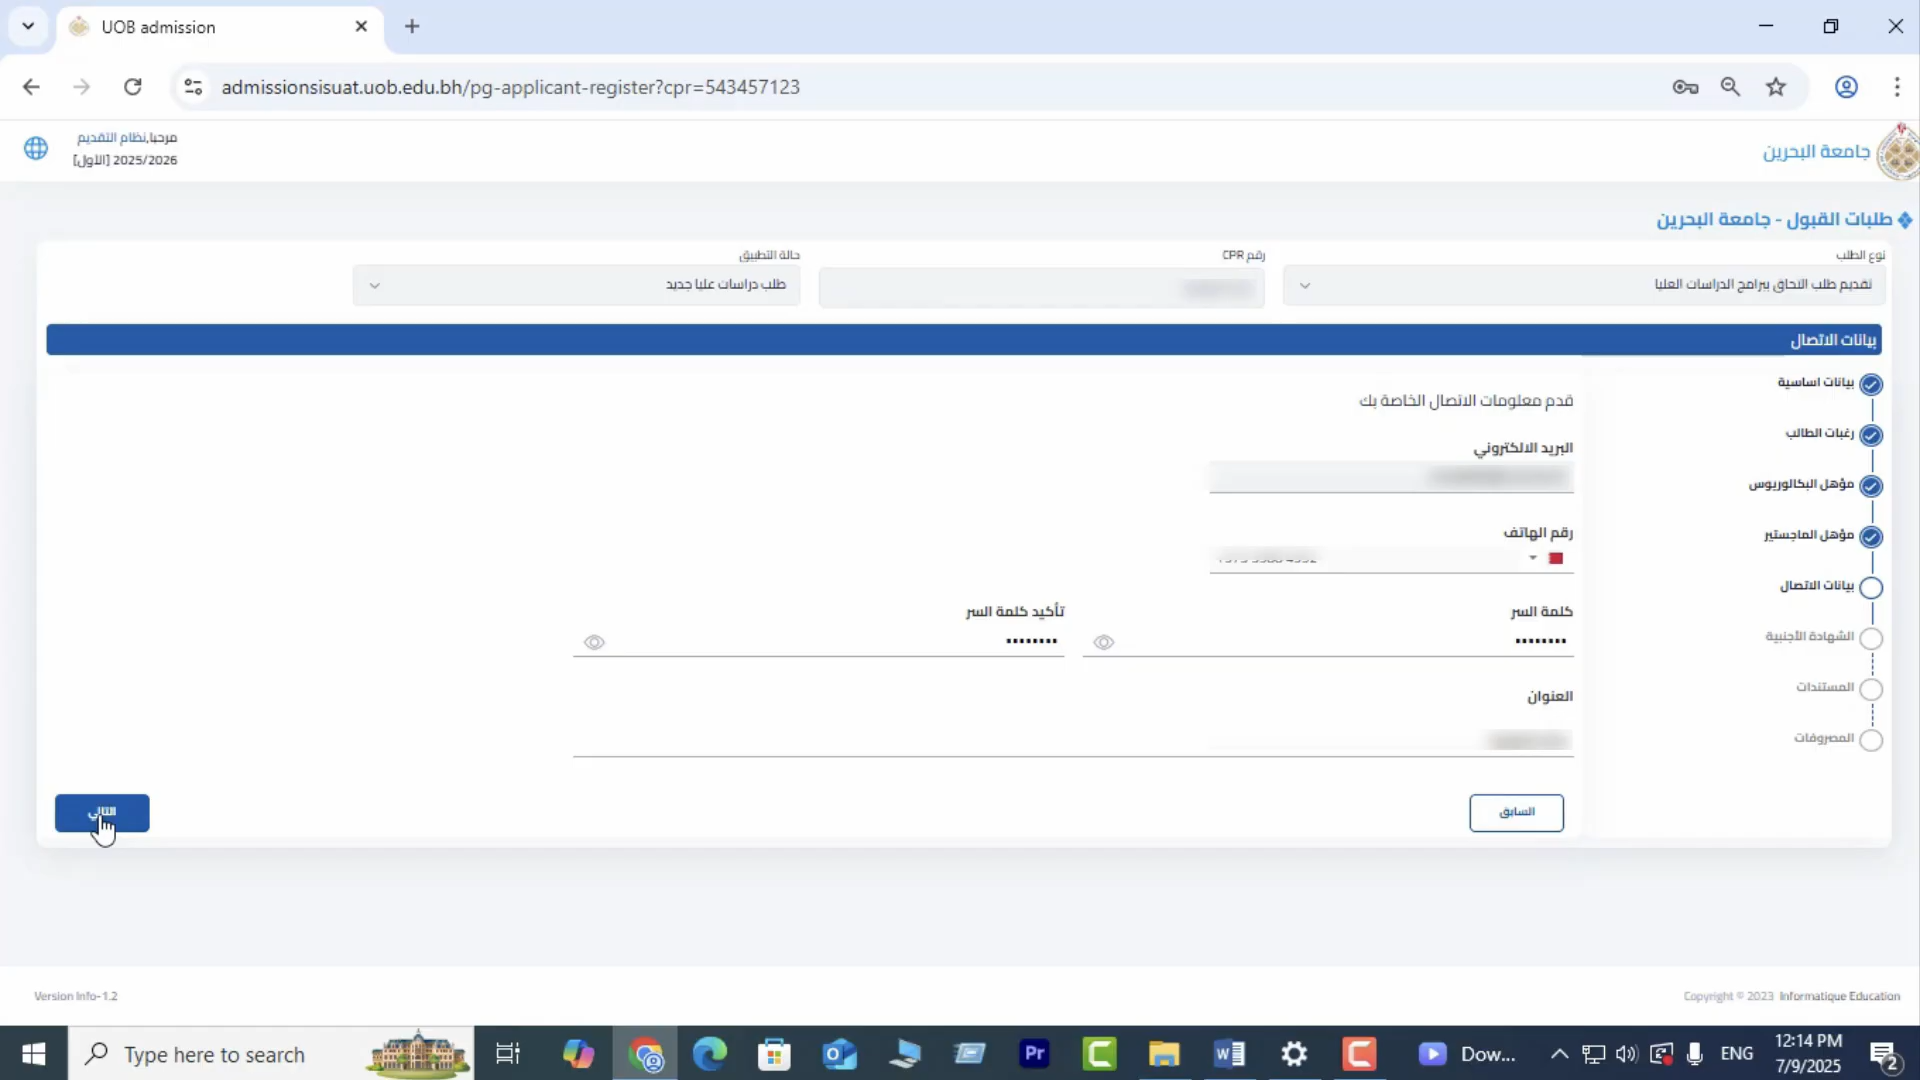 UOB admission
admissionsisuat.uob.edu.bh/pg-applicant-register?cpr=543457123
مرحبا,نظام التقديم
2025/2026 [الأول]
جامعة البحرين
طلبات القبول - جامعة البحرين
نوع الطلب
رقم CPR
حالة التطبيق
تقديم طلب التحاق ببرامج الدراسات العليا
طلب دراسات عليا جديد
بيانات الاتصال
بيانات اساسية
رغبات الطالب
مؤهل البكالوريوس
مؤهل الماجستير
بيانات الاتصال
الشهادة الأجنبية
المستندات
المصروفات
قدم معلومات الاتصال الخاصة بك
البريد الالكتروني
رقم الهاتف
كلمة السر
تأكيد كلمة السر
••••••••
••••••••
العنوان
السابق
التالي
Version Info-1.2
Copyright © 2023 Informatique Education
Type here to search
Pr
Dow...
ENG
12:14 PM
7/9/2025
2